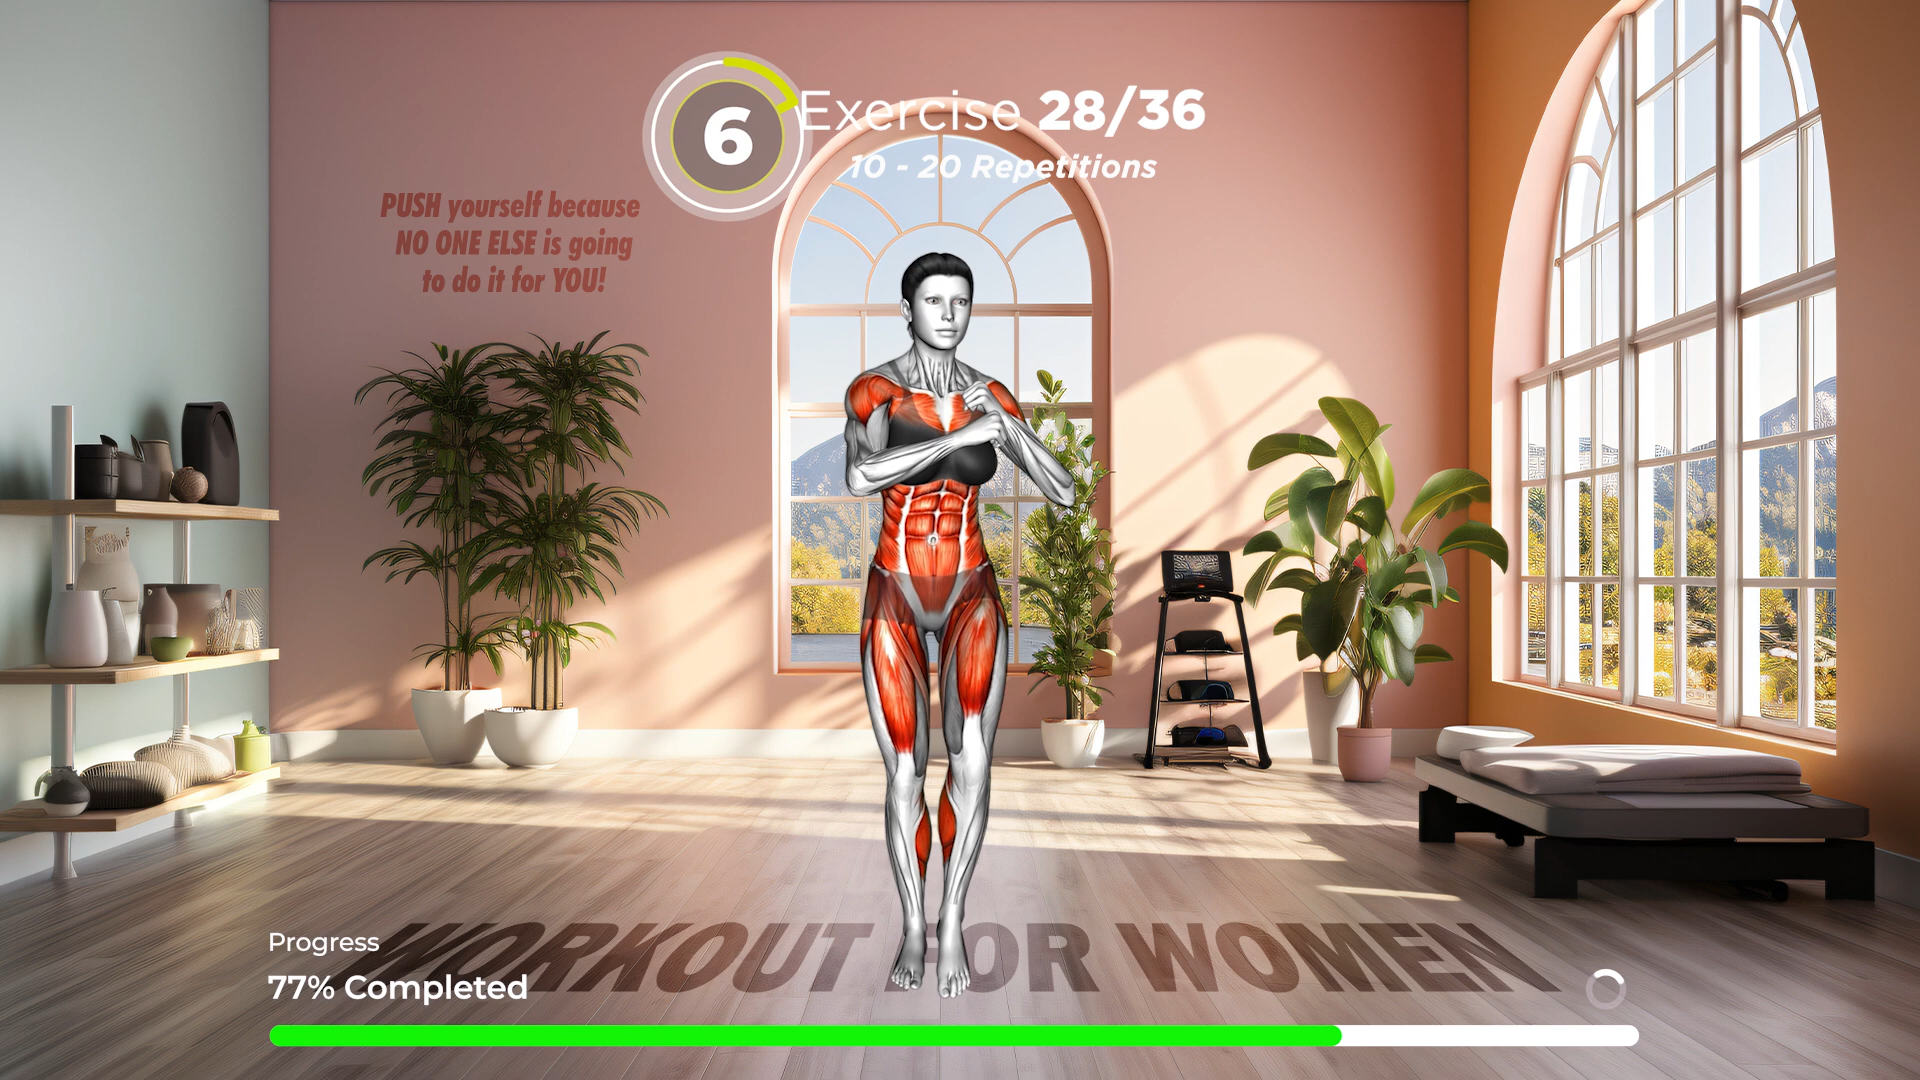 6
Exercise 28/36
10 - 20 Repetitions
PUSH yourself because
NO ONE ELSE is going
to do it for YOU!
WORKOUT FOR WOMEN
Progress
77% Completed